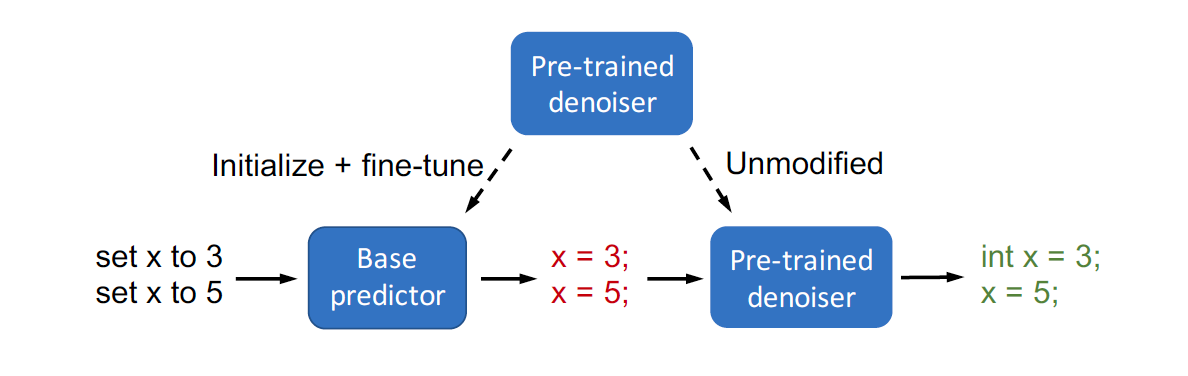 Pre-trained
denoiser
Initialize + fine-tune
Unmodified
set x to 3
set x to 5
Base
predictor
x = 3;
x = 5;
Pre-trained
denoiser
int x = 3;
x = 5;